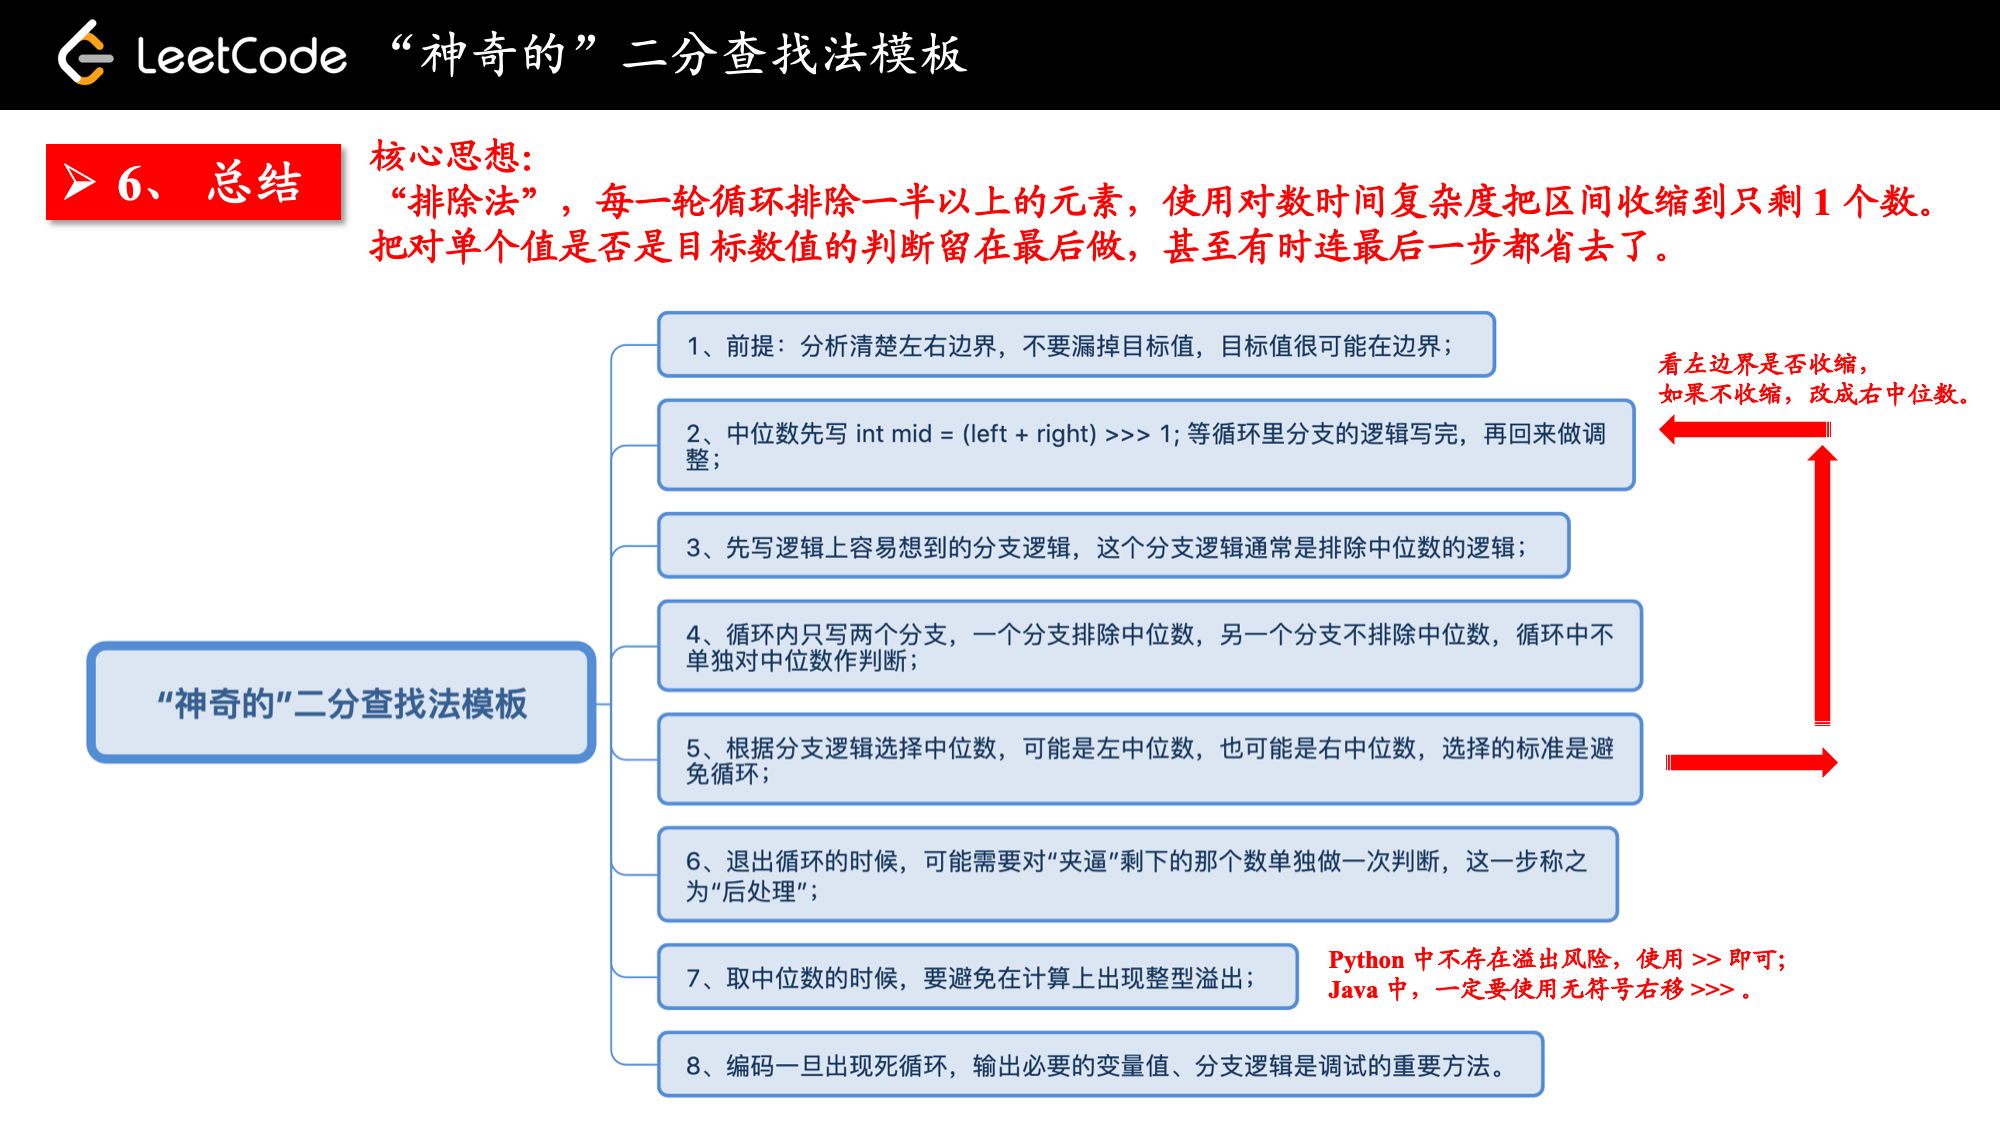 LeetCode “神奇的”二分查找法模板
6、 总结
核心思想:
“排除法”，每一轮循环排除一半以上的元素，使用对数时间复杂度把区间收缩到只剩 1 个数。
把对单个值是否是目标数值的判断留在最后做，甚至有时连最后一步都省去了。
1、前提：分析清楚左右边界，不要漏掉目标值，目标值很可能在边界；
看左边界是否收缩，
如果不收缩，改成右中位数。
2、中位数先写 int mid = (left + right) >>> 1; 等循环里分支的逻辑写完，再回来做调
整；
3、先写逻辑上容易想到的分支逻辑，这个分支逻辑通常是排除中位数的逻辑；
4、循环内只写两个分支，一个分支排除中位数，另一个分支不排除中位数，循环中不
单独对中位数作判断；
“神奇的”二分查找法模板
5、根据分支逻辑选择中位数，可能是左中位数，也可能是右中位数，选择的标准是避
免循环；
6、退出循环的时候，可能需要对“夹逼”剩下的那个数单独做一次判断，这一步称之
为“后处理”；
7、取中位数的时候，要避免在计算上出现整型溢出；
Python 中不存在溢出风险，使用 >> 即可;
Java 中，一定要使用无符号右移 >>> 。
8、编码一旦出现死循环，输出必要的变量值、分支逻辑是调试的重要方法。